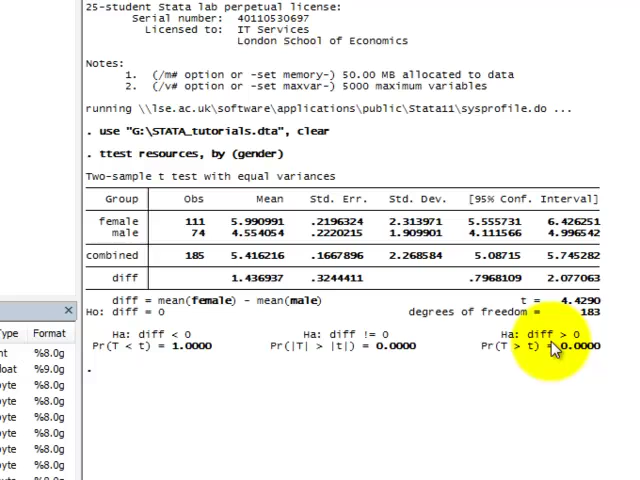 25-student Stata lab perpetual license:
Serial number: 40110530697
Licensed to: IT Services
London School of Economics
Notes:
1. (/m# option or -set memory-) 50.00 MB allocated to data
2. (/v# option or -set maxvar-) 5000 maximum variables
running \\lse.ac.uk\software\applications\public\Stata11\sysprofile.do ...
. use "G:\STATA_tutorials.dta", clear
. ttest resources, by (gender)
Two-sample t test with equal variances
Group Obs Mean Std. Err. Std. Dev. [95% Conf. Interval]
female 111 5.990991 .2196324 2.313971 5.555731 6.426251
male 74 4.554054 .2220215 1.909901 4.111566 4.996542
combined 185 5.416216 .1667896 2.268584 5.08715 5.745282
diff 1.436937 .3244411 .7968109 2.077063
diff = mean(female) - mean(male) t = 4.4290
Ho: diff = 0 degrees of freedom = 183
Ha: diff < 0 Ha: diff != 0 Ha: diff > 0
Pr(T < t) = 1.0000 Pr(|T| > |t|) = 0.0000 Pr(T > t) = 0.0000
.
Type Format
nt %8.0g
loat %9.0g
byte %8.0g
byte %8.0g
byte %8.0g
byte %8.0g
byte %8.0g
byte %8.0g